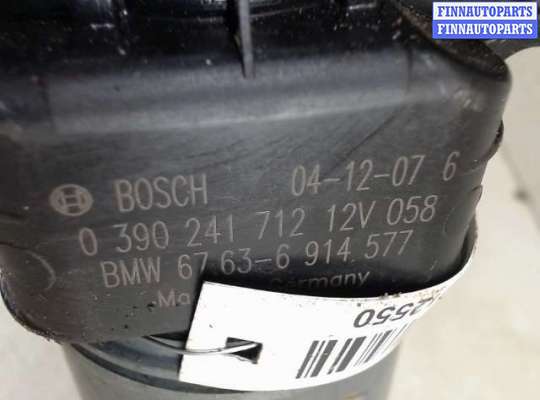 FINNAUTOPARTS
FINNAUTOPARTS
BOSCH 04-12-07 6
0 390 241 712 12V 058
BMW 67 63-6 914 577
Germany
2550